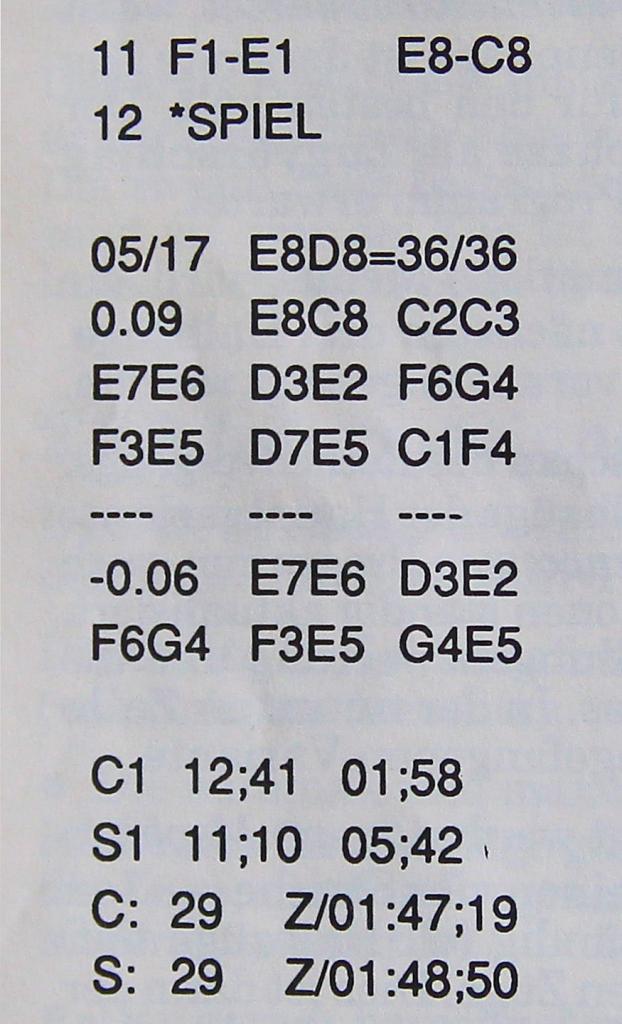 11 F1-E1 E8-C8
12 *SPIEL
05/17 E8D8=36/36
0.09 E8C8 C2C3
E7E6 D3E2 F6G4
F3E5 D7E5 C1F4
---- ---- ----
-0.06 E7E6 D3E2
F6G4 F3E5 G4E5
C1 12;41 01;58
S1 11;10 05;42
C: 29 Z/01:47;19
S: 29 Z/01:48;50